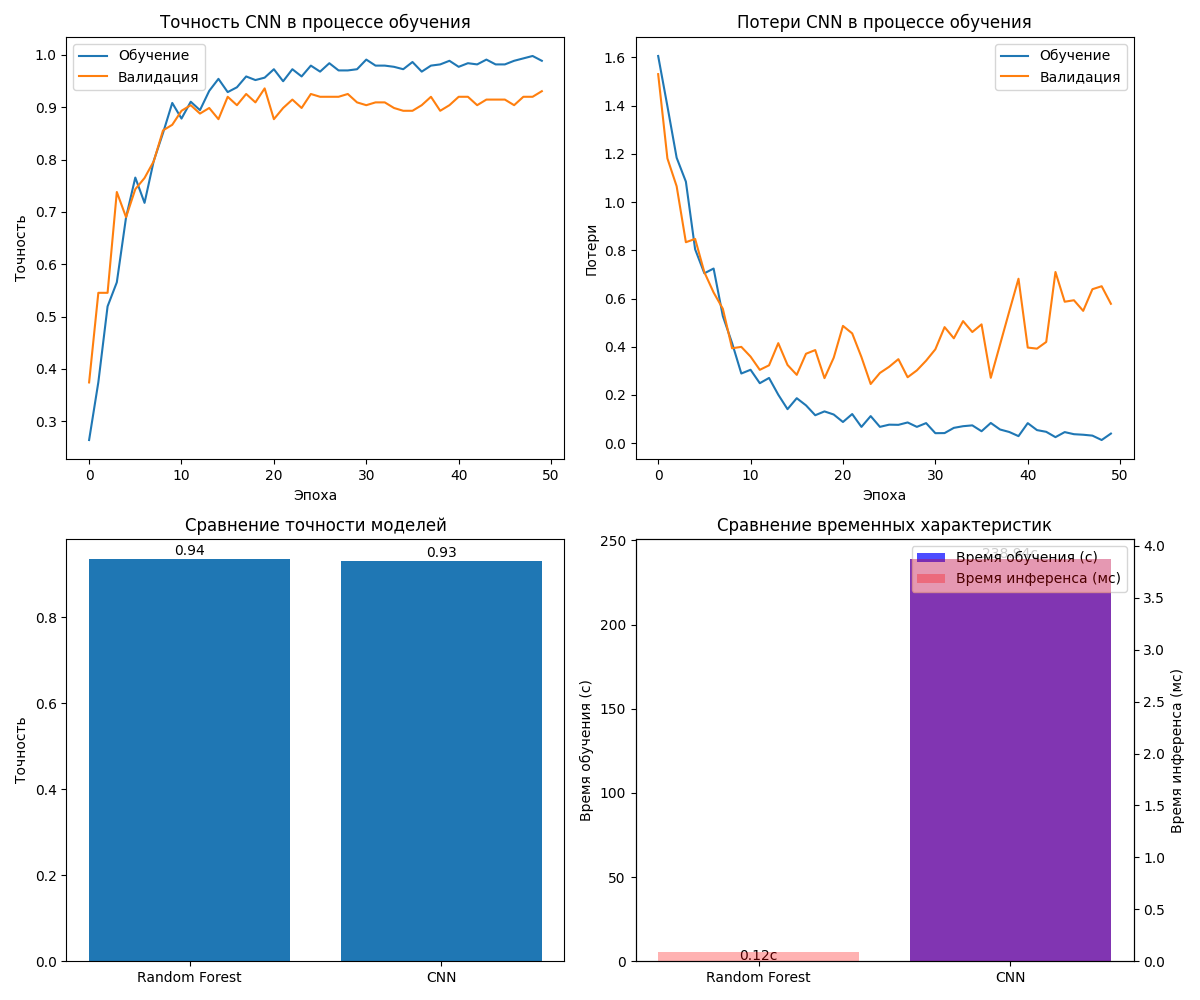 Точность CNN в процессе обучения
Точность
1.0
0.9
0.8
0.7
0.6
0.5
0.4
0.3
Обучение
Валидация
0
10
20
30
40
50
Эпоха
Потери CNN в процессе обучения
Потери
1.6
1.4
1.2
1.0
0.8
0.6
0.4
0.2
0.0
Обучение
Валидация
0
10
20
30
40
50
Эпоха
Сравнение точности моделей
Точность
0.8
0.6
0.4
0.2
0.0
0.94
0.93
Random Forest
CNN
Сравнение временных характеристик
Время обучения (с)
250
200
150
100
50
0
Время обучения (с)
Время инференса (мс)
0.12с
Random Forest
CNN
4.0
3.5
3.0
2.5
2.0
1.5
1.0
0.5
0.0
Время инференса (мс)